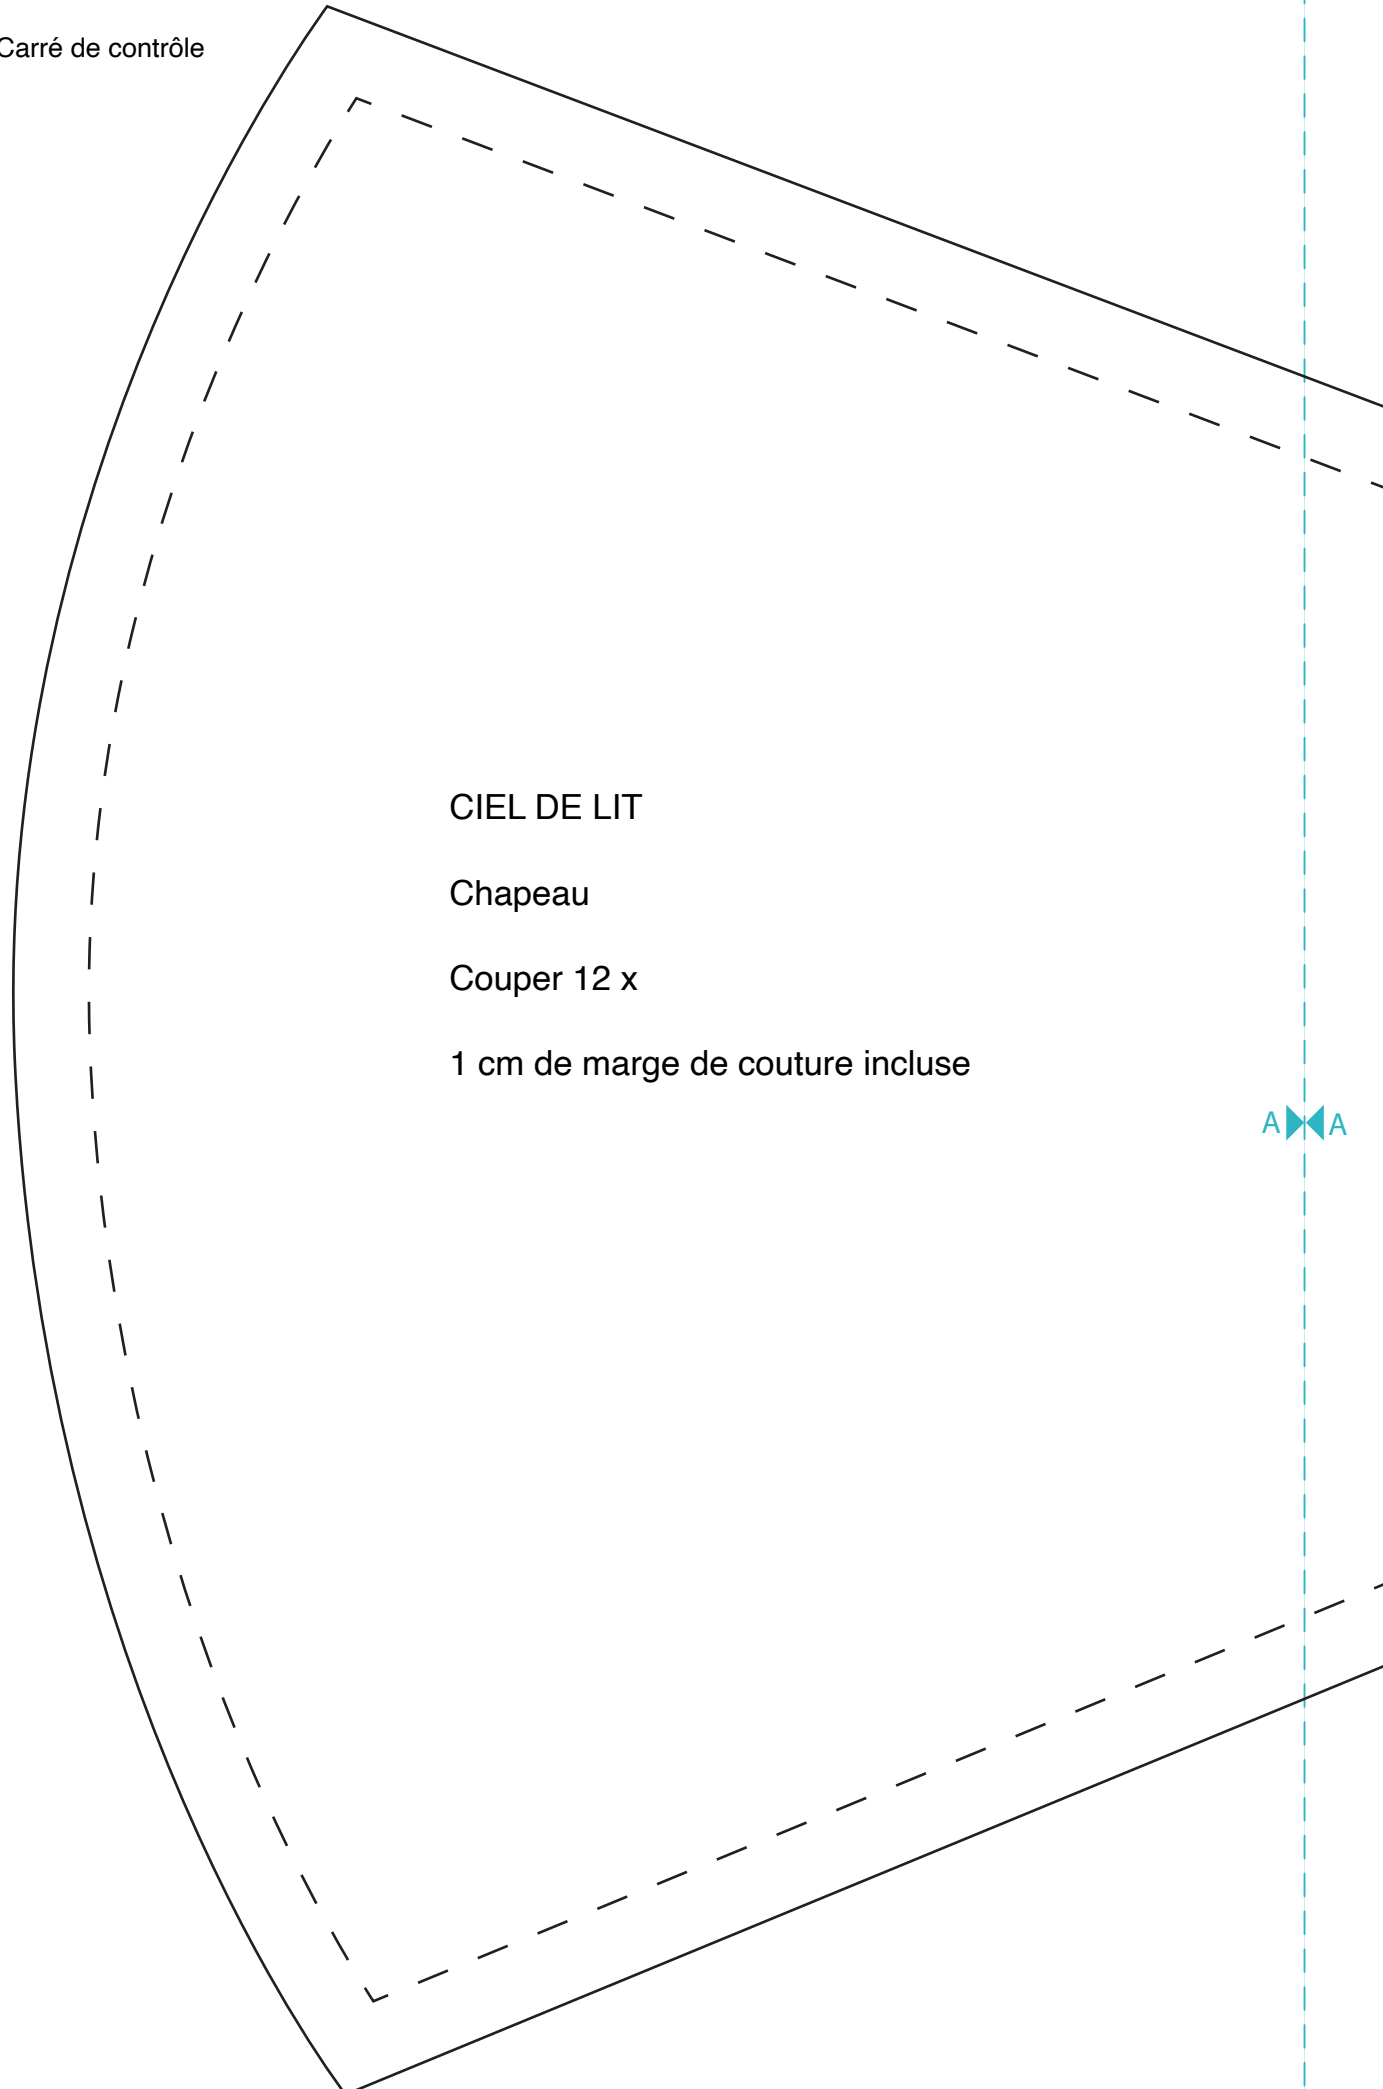 Carré de contrôle
CIEL DE LIT
Chapeau
Couper 12 x
1 cm de marge de couture incluse
A A